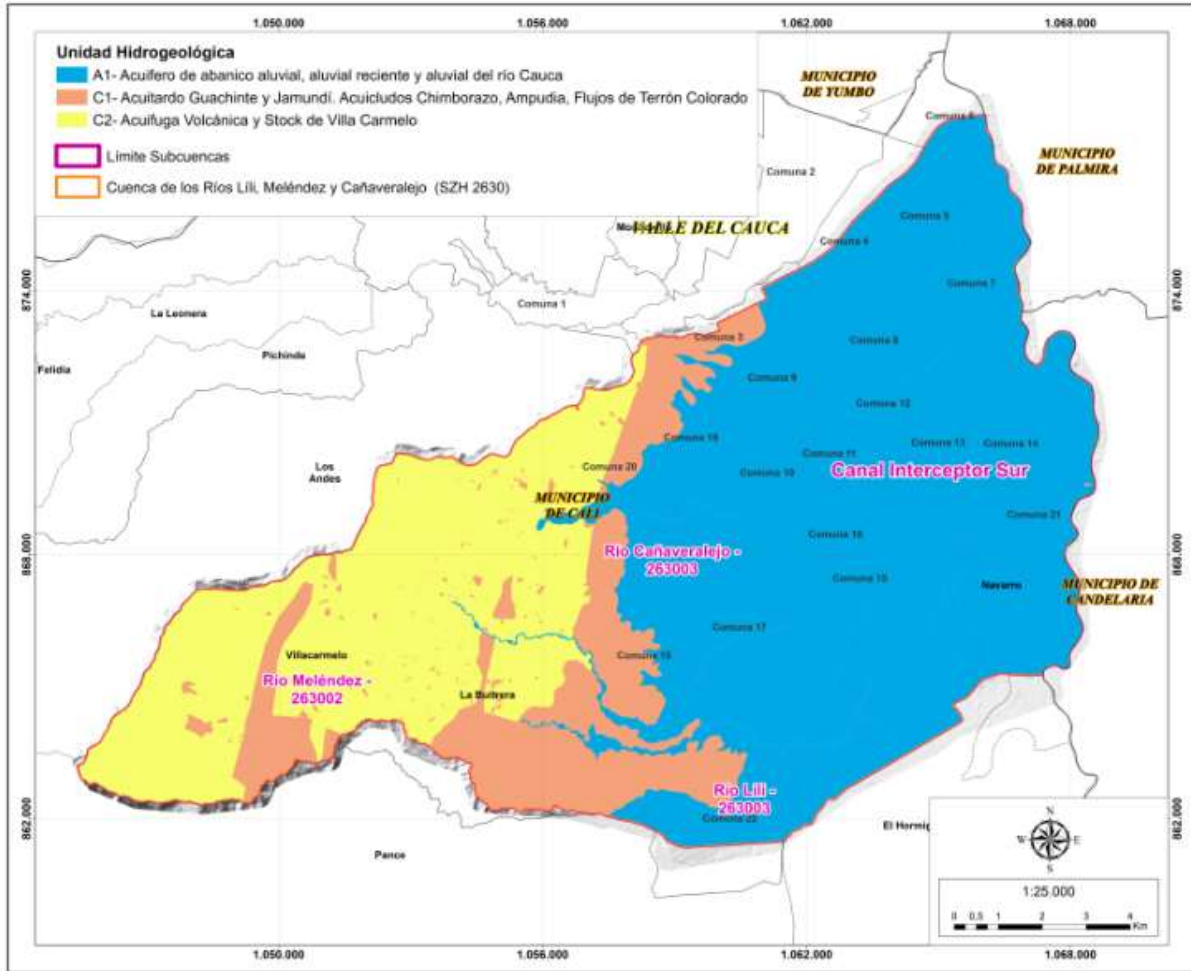 1.050.000
1.056.000
1.062.000
1.068.000
Unidad Hidrogeológica
A1- Acuifero de abanico aluvial, aluvial reciente y aluvial del río Cauca
C1- Acuitardo Guachinte y Jamundí. Acuicludos Chimborazo, Ampudia, Flujos de Terrón Colorado
C2- Acuifuga Volcánica y Stock de Villa Carmelo
Límite Subcuencas
Cuenca de los Ríos Lili, Meléndez y Cañaveralejo (SZH 2630)
MUNICIPIO
DE YUMBO
Comuna 6
MUNICIPIO
DE PALMIRA
Comuna 2
Comuna 5
VALLE DEL CAUCA
Comuna 4
874.000
874.000
Comuna 7
Comuna 1
La Leonera
Comuna 3
Comuna 8
Pichinda
Felidia
Comuna 9
Comuna 12
Comuna 19
Comuna 13
Comuna 14
Comuna 11
Los
Andes
Comuna 20
Comuna 10
Canal Interceptor Sur
MUNICIPIO
DE CALI
Comuna 21
Comuna 16
868.000
868.000
Río Cañaveralejo -
263003
Navarro
MUNICIPIO DE
CANDELARIA
Comuna 17
Villacarmelo
Río Meléndez -
263002
La Buitrera
Río Lili -
263003
862.000
862.000
El Hormig
Pance
N
W
E
S
1:25.000
0 0,5 1 2 3 4
Km
1.050.000
1.056.000
1.062.000
1.068.000